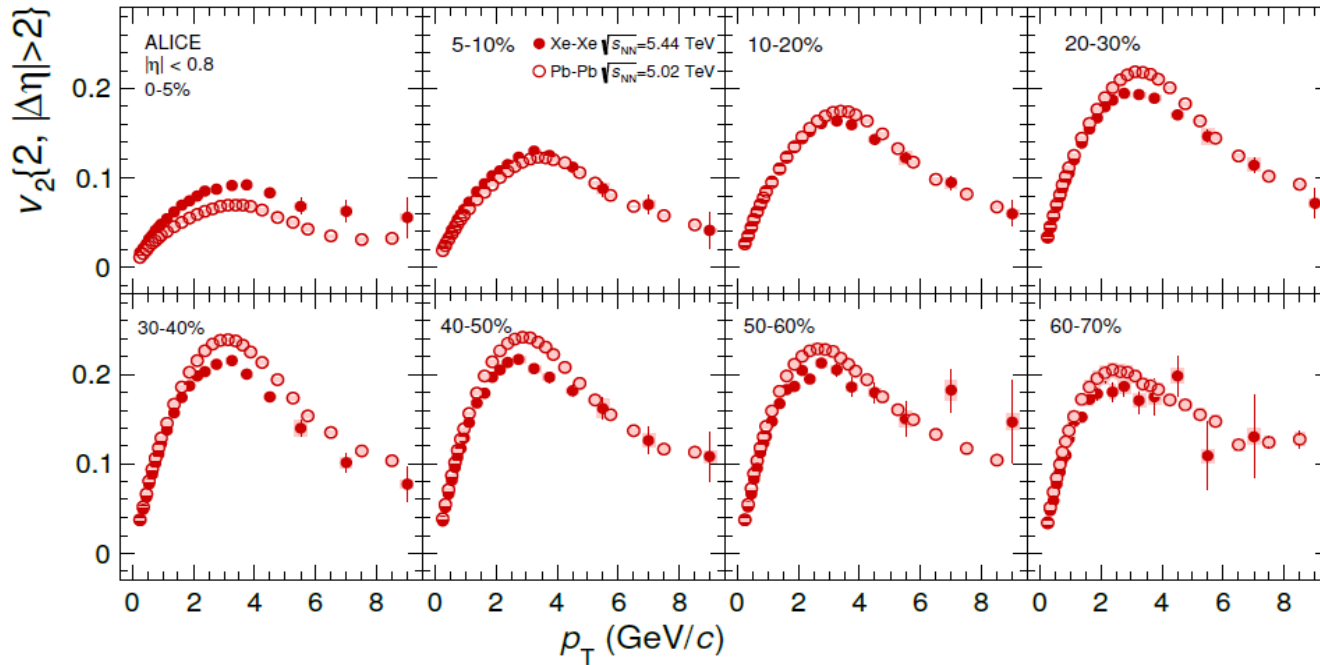 v2{2, |Δη|>2}
ALICE
|η| < 0.8
0-5%
5-10%
Xe-Xe √sNN=5.44 TeV
Pb-Pb √sNN=5.02 TeV
10-20%
20-30%
0.2
0.1
0
30-40%
40-50%
50-60%
60-70%
0.2
0.1
0
0 2 4 6 8 0 2 4 6 8 0 2 4 6 8 0 2 4 6 8
pT (GeV/c)